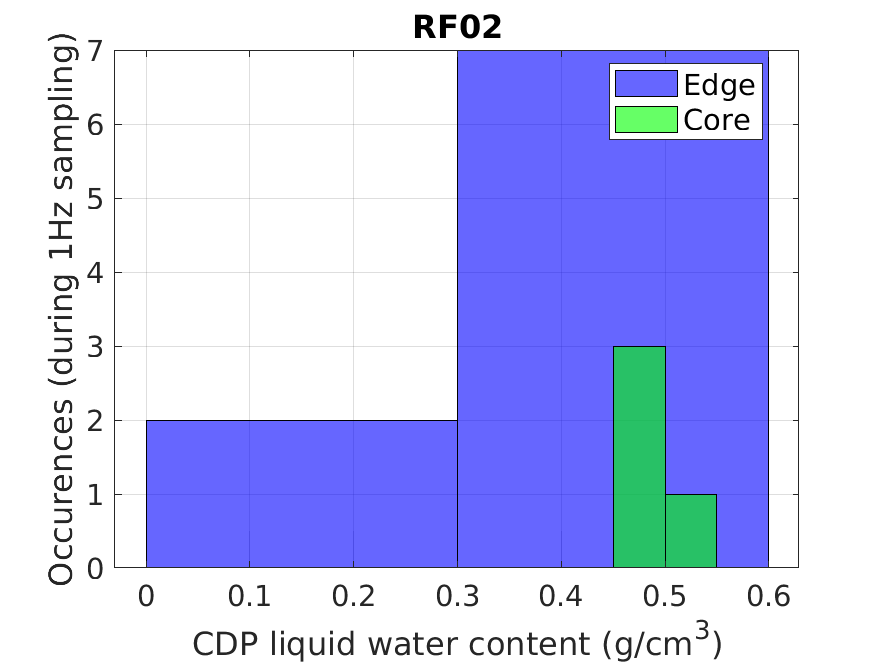 RF02
Occurences (during 1Hz sampling)
7
6
5
4
3
2
1
0
Edge
Core
0 0.1 0.2 0.3 0.4 0.5 0.6
CDP liquid water content (g/cm³)